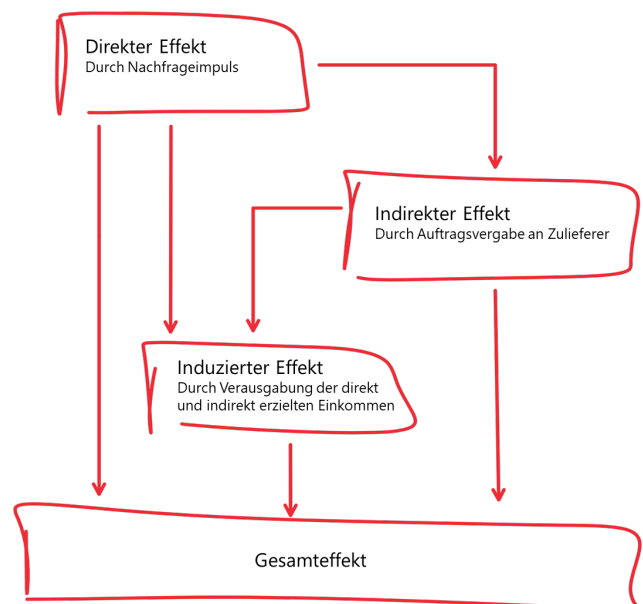 Direkter Effekt
Durch Nachfrageimpuls
Indirekter Effekt
Durch Auftragsvergabe an Zulieferer
Induzierter Effekt
Durch Verausgabung der direkt
und indirekt erzielten Einkommen
Gesamteffekt